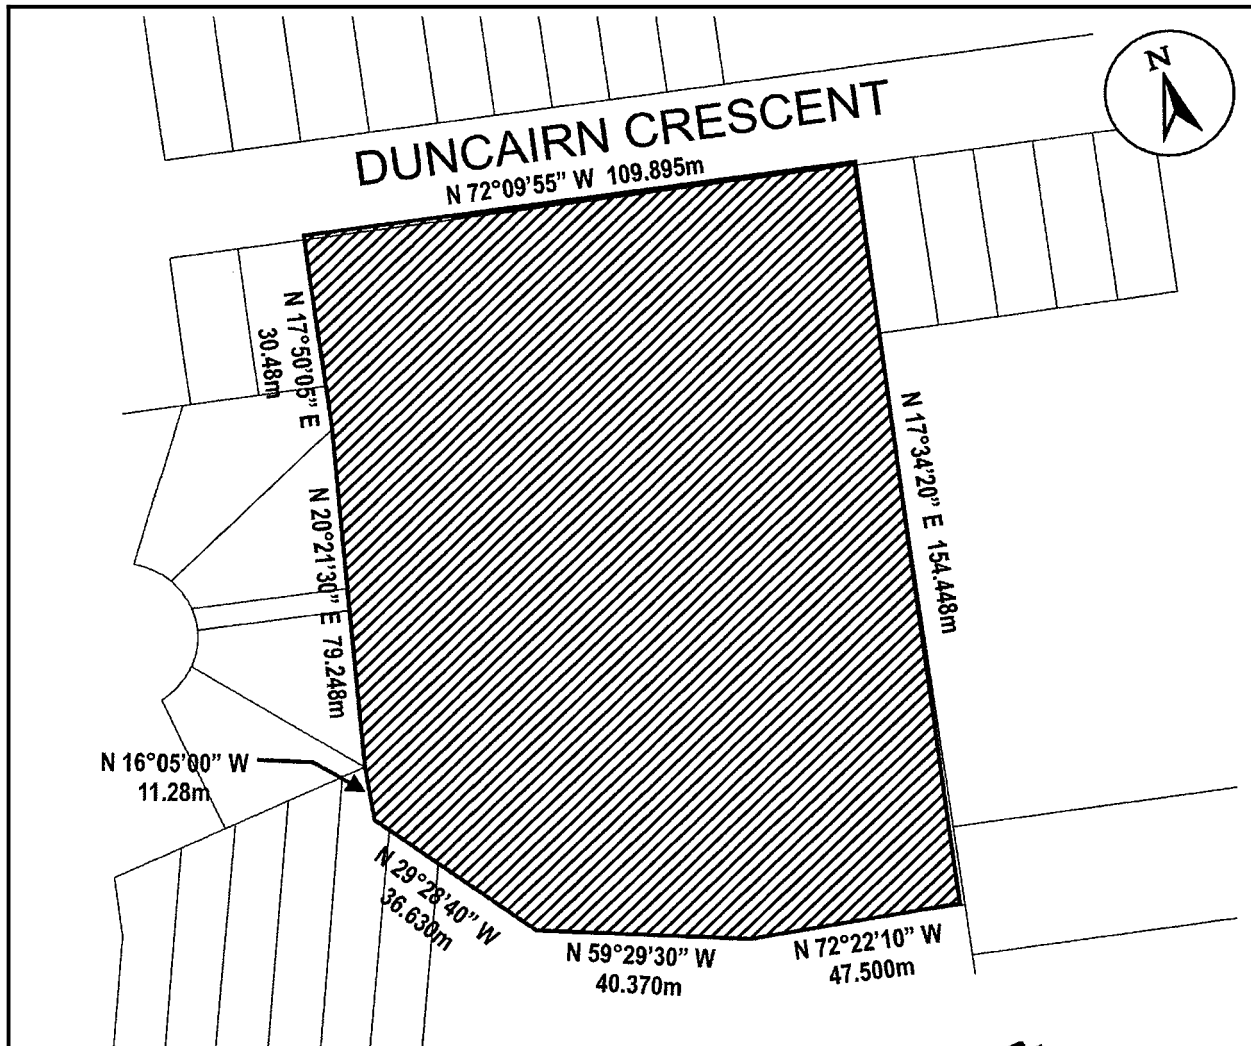 N
DUNCAIRN CRESCENT
N 72°09’55” W 109.895m
N 17°50’05” E
30.48m
N 17°34’20” E 154.448m
N 20°21’30” E 79.248m
N 16°05’00” W
11.28m
N 29°28’40” W
36.630m
N 59°29’30” W
40.370m
N 72°22’10” W
47.500m